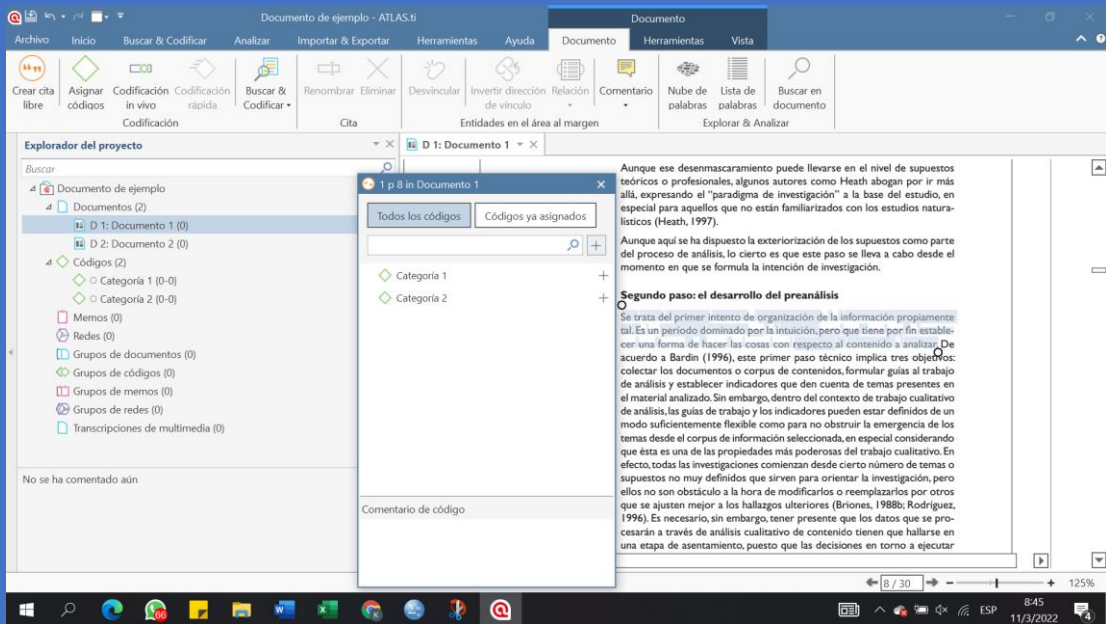 Documento de ejemplo - ATLAS.ti
Documento
Archivo Inicio Buscar & Codificar Analizar Importar & Exportar Herramientas Ayuda Documento Herramientas Vista
Crear cita libre
Asignar códigos
Codificación in vivo
Codificación rápida
Buscar & Codificar
Renombrar Eliminar
Desvincular
Invertir dirección de vínculo
Relación
Comentario
Nube de palabras
Lista de palabras
Buscar en documento
Codificación Cita Entidades en el área al margen Explorar & Analizar
Explorador del proyecto
Buscar
Documento de ejemplo
Documentos (2)
D 1: Documento 1 (0)
D 2: Documento 2 (0)
Códigos (2)
Categoría 1 (0-0)
Categoría 2 (0-0)
Memos (0)
Redes (0)
Grupos de documentos (0)
Grupos de códigos (0)
Grupos de memos (0)
Grupos de redes (0)
Transcripciones de multimedia (0)
No se ha comentado aún
D 1: Documento 1
1 p 8 in Documento 1
Todos los códigos Códigos ya asignados
Categoría 1
Categoría 2
Comentario de código
Aunque ese desenmascaramiento puede llevarse en el nivel de supuestos
teóricos o profesionales, algunos autores como Heath abogan por ir más
allá, expresando el “paradigma de investigación” a la base del estudio, en
especial para aquellos que no están familiarizados con los estudios natura-
lísticos (Heath, 1997).
Aunque aquí se ha dispuesto la exteriorización de los supuestos como parte
del proceso de análisis, lo cierto es que este paso se lleva a cabo desde el
momento en que se formula la intención de investigación.
Segundo paso: el desarrollo del preanálisis
Se trata del primer intento de organización de la información propiamente
tal. Es un período dominado por la intuición, pero que tiene por fin estable-
cer una forma de hacer las cosas con respecto al contenido a analizar. De
acuerdo a Bardin (1996), este primer paso técnico implica tres objetivos:
colectar los documentos o corpus de contenidos, formular guías al trabajo
de análisis y establecer indicadores que den cuenta de temas presentes en
el material analizado. Sin embargo, dentro del contexto de trabajo cualitativo
de análisis, las guías de trabajo y los indicadores pueden estar definidos de un
modo suficientemente flexible como para no obstruir la emergencia de los
temas desde el corpus de información seleccionada, en especial considerando
que ésta es una de las propiedades más poderosas del trabajo cualitativo. En
efecto, todas las investigaciones comienzan desde cierto número de temas o
supuestos no muy definidos que sirven para orientar la investigación, pero
ellos no son obstáculo a la hora de modificarlos o reemplazarlos por otros
que se ajusten mejor a los hallazgos ulteriores (Briones, 1988b; Rodríguez,
1996). Es necesario, sin embargo, tener presente que los datos que se pro-
cesarán a través de análisis cualitativo de contenido tienen que hallarse en
una etapa de asentamiento, puesto que las decisiones en torno a ejecutar
8 / 30
125%
66
ESP
8:45
11/3/2022
4